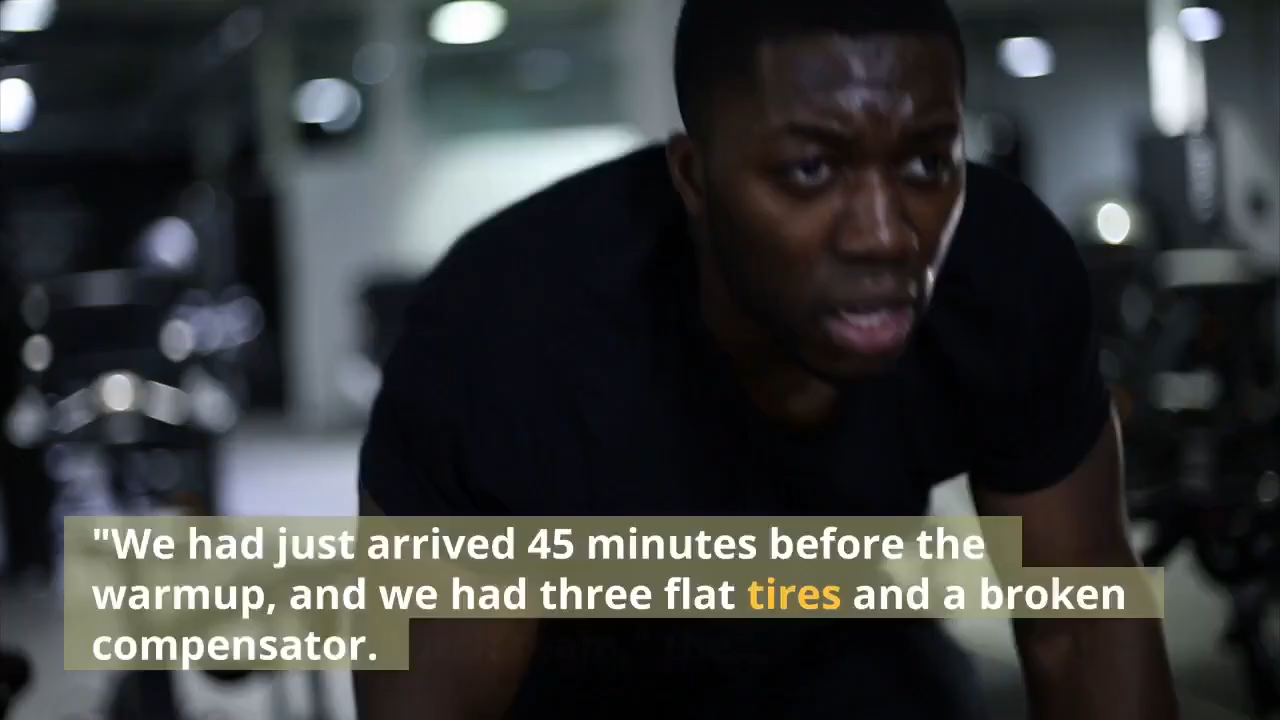 "We had just arrived 45 minutes before the
warmup, and we had three flat tires and a broken
compensator.